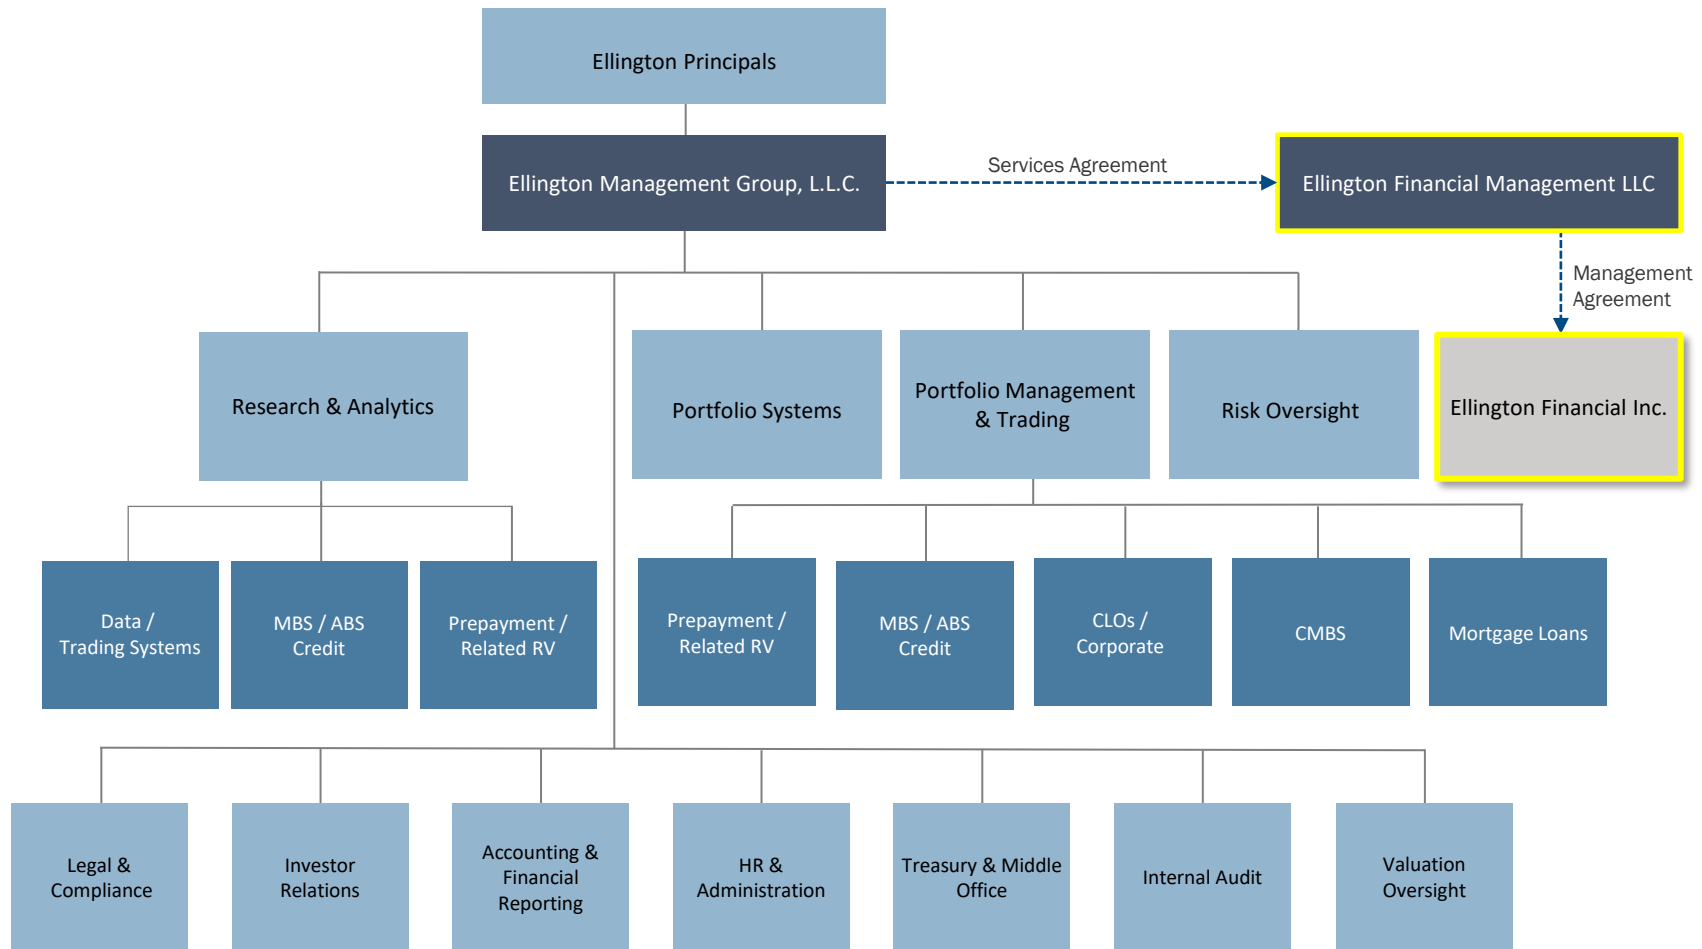 Ellington Principals
Ellington Management Group, L.L.C.
Services Agreement
Ellington Financial Management LLC
Management
Agreement
Research & Analytics
Portfolio Systems
Portfolio Management
& Trading
Risk Oversight
Ellington Financial Inc.
Data /
Trading Systems
MBS / ABS
Credit
Prepayment /
Related RV
Prepayment /
Related RV
MBS / ABS
Credit
CLOs /
Corporate
CMBS
Mortgage Loans
Legal &
Compliance
Investor
Relations
Accounting &
Financial
Reporting
HR &
Administration
Treasury & Middle
Office
Internal Audit
Valuation
Oversight